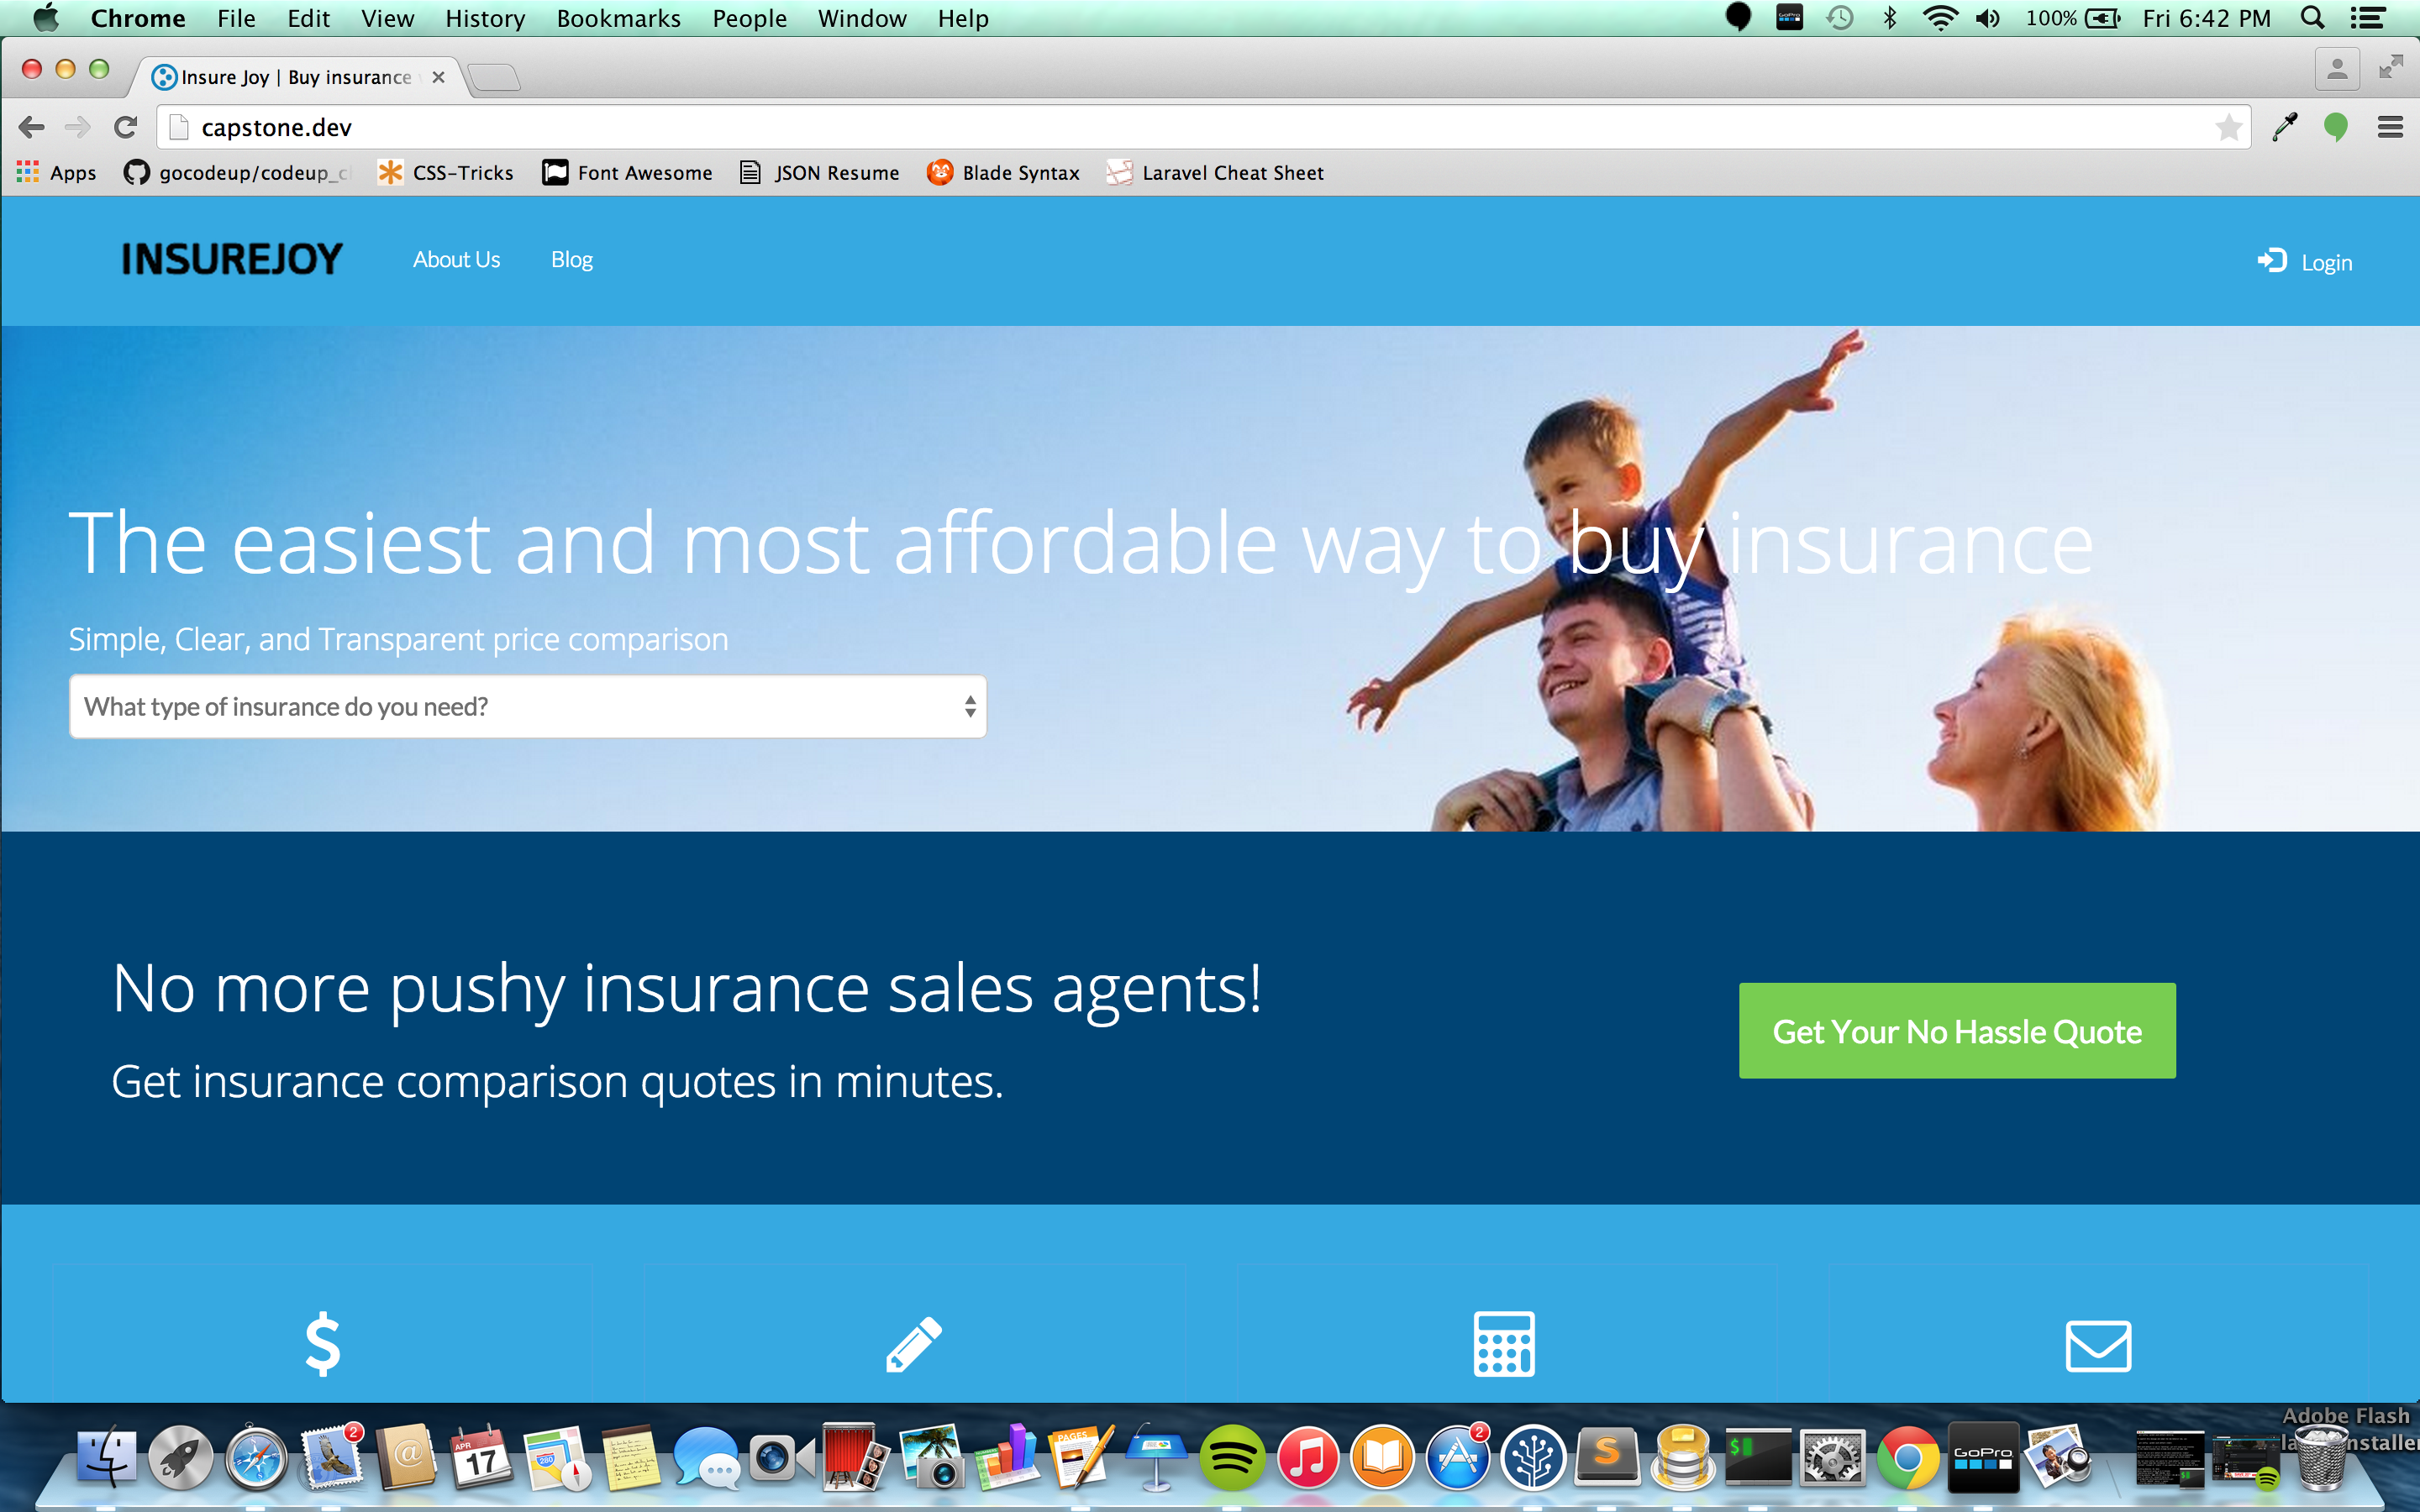 Chrome File Edit View History Bookmarks People Window Help
100% Fri 6:42 PM
Insure Joy | Buy insurance
capstone.dev
Apps gocodeup/codeup_c CSS-Tricks Font Awesome JSON Resume Blade Syntax Laravel Cheat Sheet
INSUREJOY About Us Blog Login
The easiest and most affordable way to buy insurance
Simple, Clear, and Transparent price comparison
What type of insurance do you need?
No more pushy insurance sales agents!
Get insurance comparison quotes in minutes.
Get Your No Hassle Quote
$
Adobe Flash
2
APR
17
280
PAGES
2
S
$
GoPro